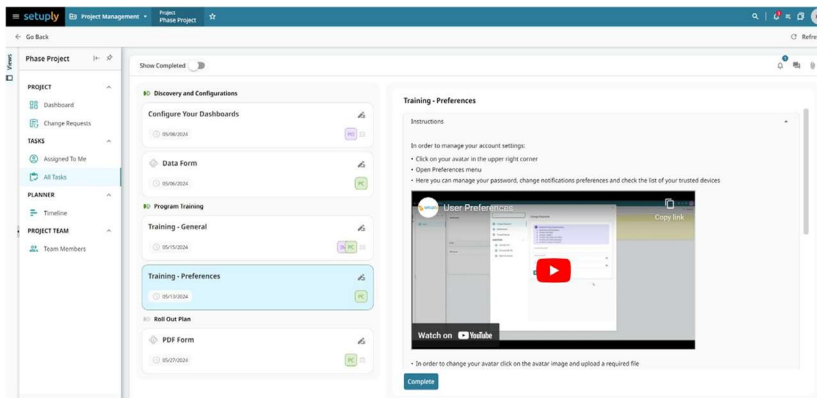 setuply
Project Management
Project
Phase Project
Go Back
Refre
Views
Phase Project
PROJECT
Dashboard
Change Requests
TASKS
Assigned To Me
All Tasks
PLANNER
Timeline
PROJECT TEAM
Team Members
Show Completed
Discovery and Configurations
Configure Your Dashboards
05/08/2024
Data Form
05/06/2024
PC
Program Training
Training - General
05/15/2024
PC
Training - Preferences
05/13/2024
PC
Roll Out Plan
PDF Form
05/27/2024
PC
Training - Preferences
Instructions
In order to manage your account settings:
• Click on your avatar in the upper right corner
• Open Preferences menu
• Here you can manage your password, change notifications preferences and check the list of your trusted devices
User Preferences
Copy link
Watch on YouTube
• In order to change your avatar click on the avatar image and upload a required file
Complete